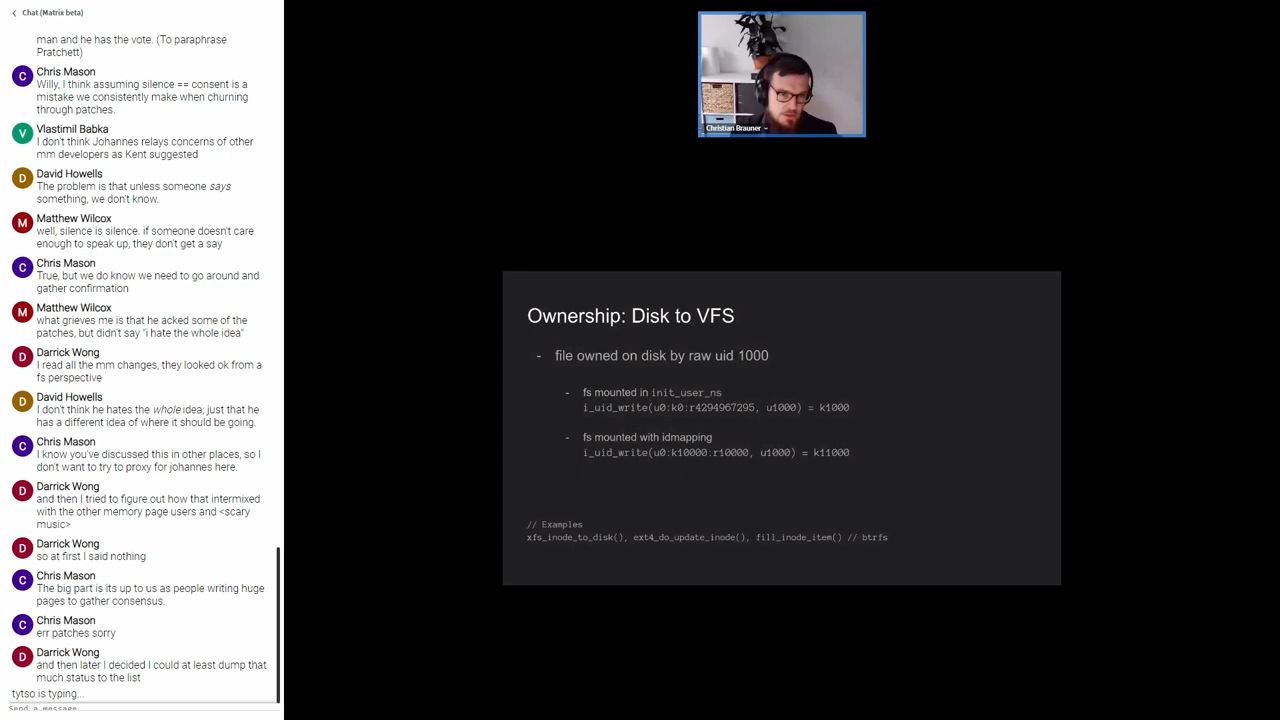 Chat (Matrix beta)
man and he has the vote. (To paraphrase
Pratchett)
C
Chris Mason
Willy, I think assuming silence == consent is a
mistake we consistently make when churning
through patches.
V
Vlastimil Babka
I don't think Johannes relays concerns of other
mm developers as Kent suggested
D
David Howells
The problem is that unless someone says
something, we don't know.
M
Matthew Wilcox
well, silence is silence. if someone doesn't care
enough to speak up, they don't get a say
C
Chris Mason
True, but we do know we need to go around and
gather confirmation
M
Matthew Wilcox
what grieves me is that he acked some of the
patches, but didn't say "i hate the whole idea"
D
Darrick Wong
I read all the mm changes, they looked ok from a
fs perspective
D
David Howells
I don't think he hates the whole idea; just that he
has a different idea of where it should be going.
C
Chris Mason
I know you've discussed this in other places, so I
don't want to try to proxy for johannes here.
D
Darrick Wong
and then I tried to figure out how that intermixed
with the other memory page users and <scary
music>
D
Darrick Wong
so at first I said nothing
C
Chris Mason
The big part is its up to us as people writing huge
pages to gather consensus.
C
Chris Mason
err patches sorry
D
Darrick Wong
and then later I decided I could at least dump that
much status to the list
tytso is typing...
Send a message
Christian Brauner
Ownership: Disk to VFS
- file owned on disk by raw uid 1000
- fs mounted in init_user_ns
i_uid_write(u0:k0:r4294967295, u1000) = k1000
- fs mounted with idmapping
i_uid_write(u0:k10000:r10000, u1000) = k11000
// Examples
xfs_inode_to_disk(), ext4_do_update_inode(), fill_inode_item() // btrfs